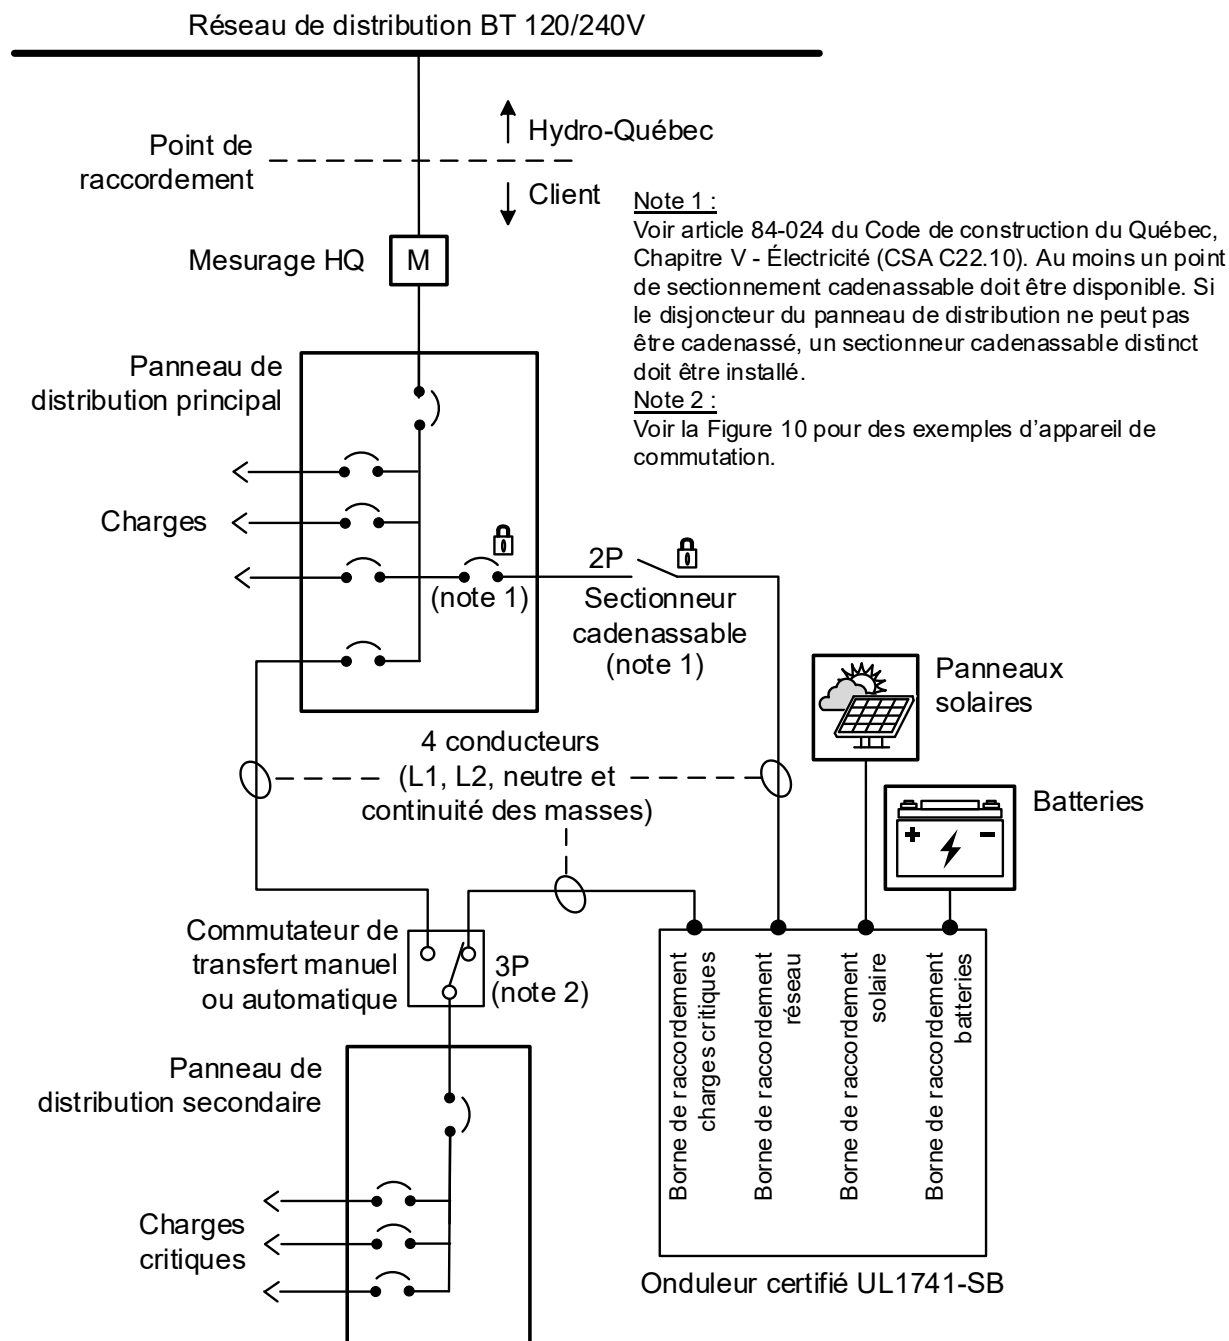 Réseau de distribution BT 120/240V
Hydro-Québec
Point de
raccordement
Client
Note 1 :
Voir article 84-024 du Code de construction du Québec,
Chapitre V - Électricité (CSA C22.10). Au moins un point
de sectionnement cadenassable doit être disponible. Si
le disjoncteur du panneau de distribution ne peut pas
être cadenassé, un sectionneur cadenassable distinct
doit être installé.
Note 2 :
Voir la Figure 10 pour des exemples d’appareil de
commutation.
Mesurage HQ
M
Panneau de
distribution principal
Charges
(note 1)
2P
Sectionneur
cadenassable
(note 1)
Panneaux
solaires
4 conducteurs
(L1, L2, neutre et
continuité des masses)
Batteries
+ −
Commutateur de
transfert manuel
ou automatique
3P
(note 2)
Borne de raccordement
charges critiques
Borne de raccordement
réseau
Borne de raccordement
solaire
Borne de raccordement
batteries
Panneau de
distribution secondaire
Charges
critiques
Onduleur certifié UL1741-SB